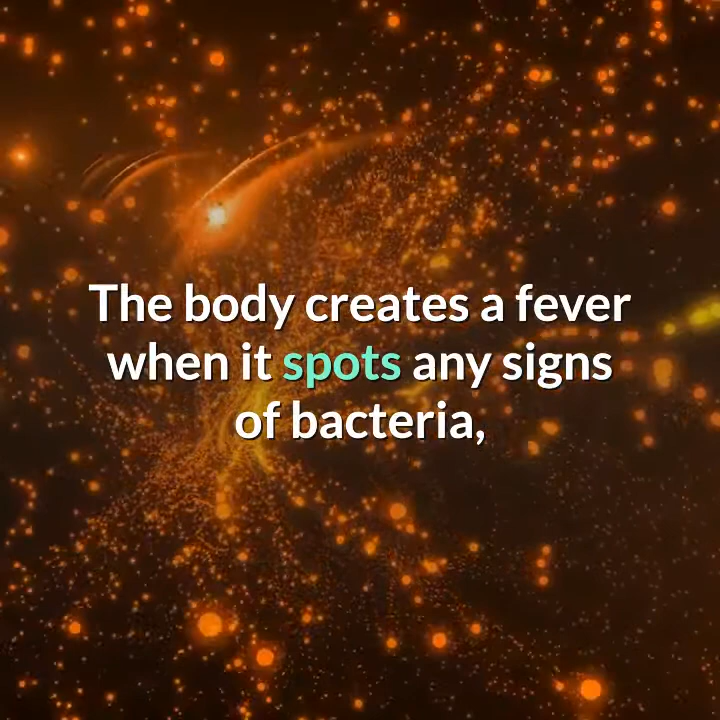 The body creates a fever
when it spots any signs
of bacteria,